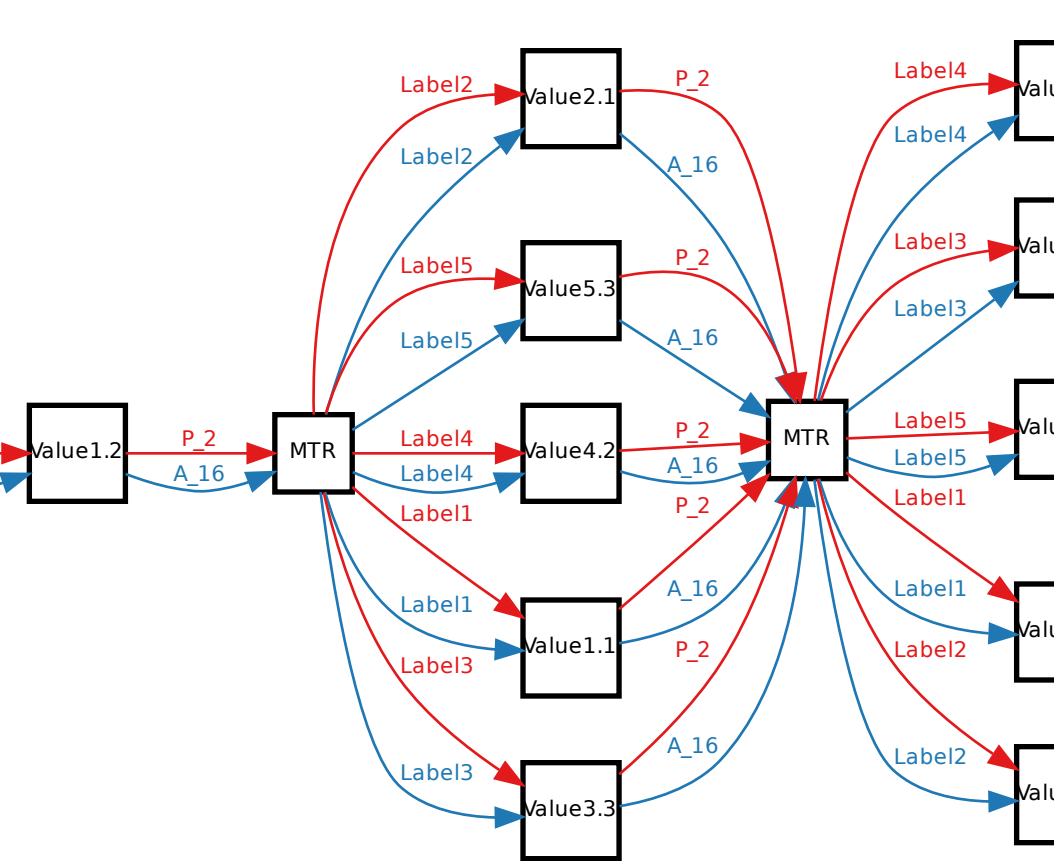 Value1.2
P_2
A_16
MTR
Label2
Label2
Label5
Label5
Label4
Label4
Label1
Label1
Label3
Label3
Value2.1
Value5.3
Value4.2
Value1.1
Value3.3
P_2
A_16
P_2
A_16
P_2
A_16
P_2
A_16
P_2
A_16
MTR
Label4
Label4
Label3
Label3
Label5
Label5
Label1
Label1
Label2
Label2